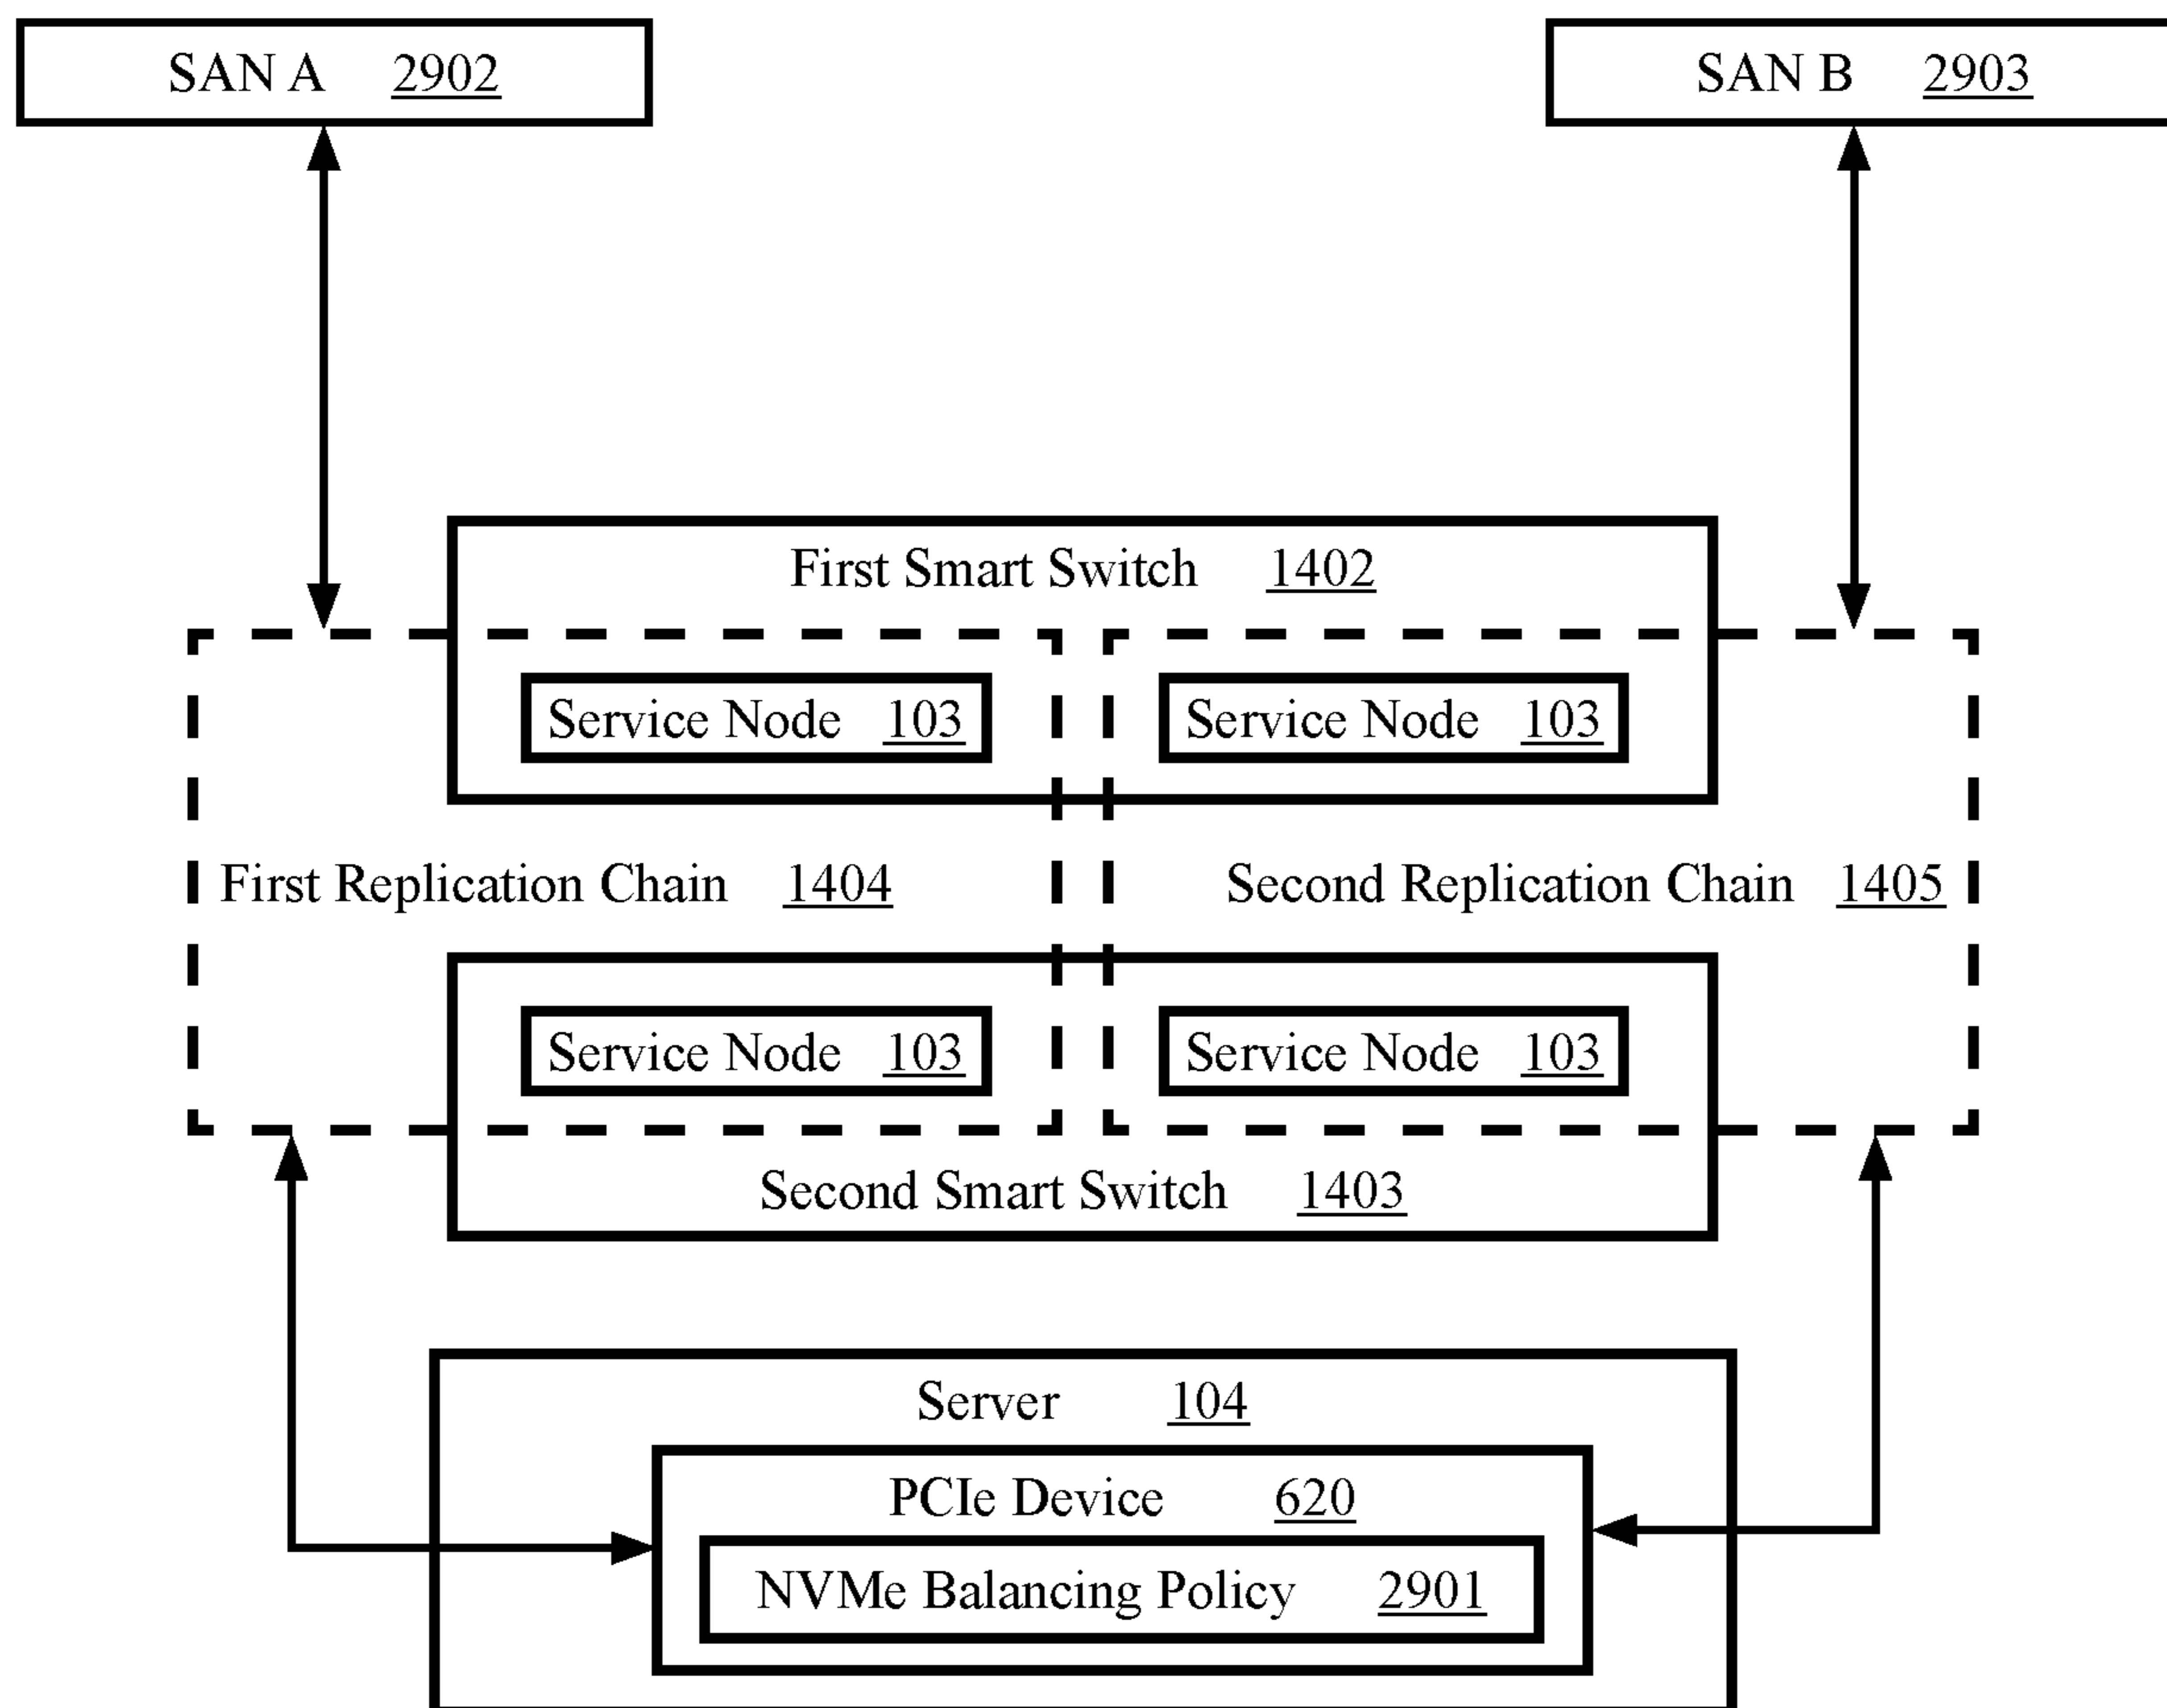 SAN A 2902
SAN B 2903
First Smart Switch 1402
Service Node 103
Service Node 103
First Replication Chain 1404
Second Replication Chain 1405
Service Node 103
Service Node 103
Second Smart Switch 1403
Server 104
PCIe Device 620
NVMe Balancing Policy 2901